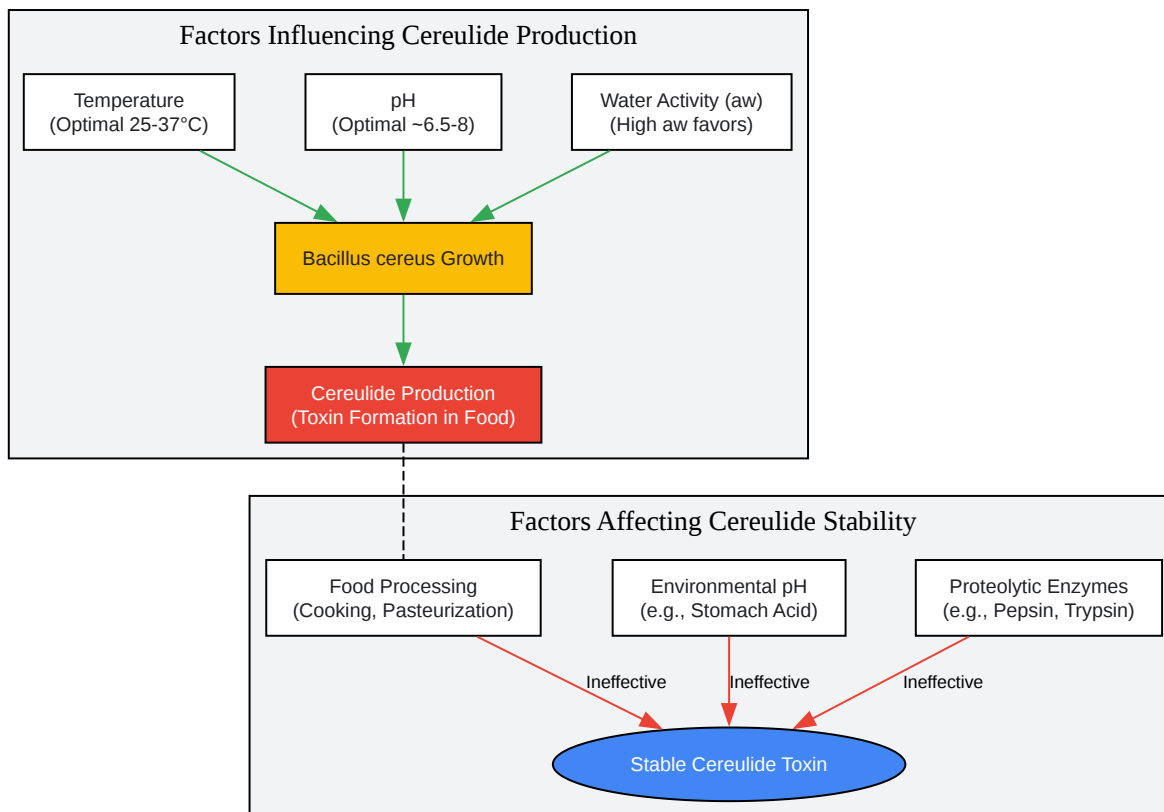 Factors Influencing Cereulide Production
Temperature
(Optimal 25-37°C)
pH
(Optimal ~6.5-8)
Water Activity (aw)
(High aw favors)
Bacillus cereus Growth
Cereulide Production
(Toxin Formation in Food)
Factors Affecting Cereulide Stability
Food Processing
(Cooking, Pasteurization)
Environmental pH
(e.g., Stomach Acid)
Proteolytic Enzymes
(e.g., Pepsin, Trypsin)
Ineffective
Ineffective
Ineffective
Stable Cereulide Toxin